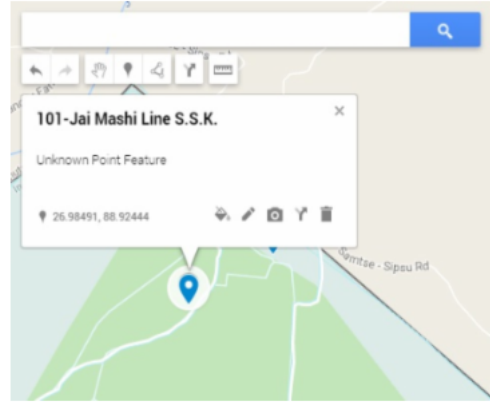 101-Jai Mashi Line S.S.K.
Unknown Point Feature
26.98491, 88.92444
Samtse - Sipsu Rd